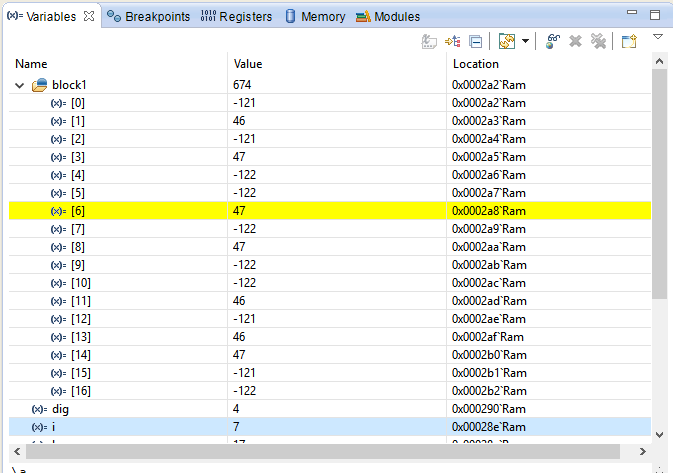 (x)= Variables Breakpoints 1010 0101 Registers Memory Modules
Name Value Location
block1 674 0x0002a2`Ram
(x)= [0] -121 0x0002a2`Ram
(x)= [1] 46 0x0002a3`Ram
(x)= [2] -121 0x0002a4`Ram
(x)= [3] 47 0x0002a5`Ram
(x)= [4] -122 0x0002a6`Ram
(x)= [5] -122 0x0002a7`Ram
(x)= [6] 47 0x0002a8`Ram
(x)= [7] -122 0x0002a9`Ram
(x)= [8] 47 0x0002aa`Ram
(x)= [9] -122 0x0002ab`Ram
(x)= [10] -122 0x0002ac`Ram
(x)= [11] 46 0x0002ad`Ram
(x)= [12] -121 0x0002ae`Ram
(x)= [13] 46 0x0002af`Ram
(x)= [14] 47 0x0002b0`Ram
(x)= [15] -121 0x0002b1`Ram
(x)= [16] -122 0x0002b2`Ram
(x)= dig 4 0x000290`Ram
(x)= i 7 0x00028e`Ram